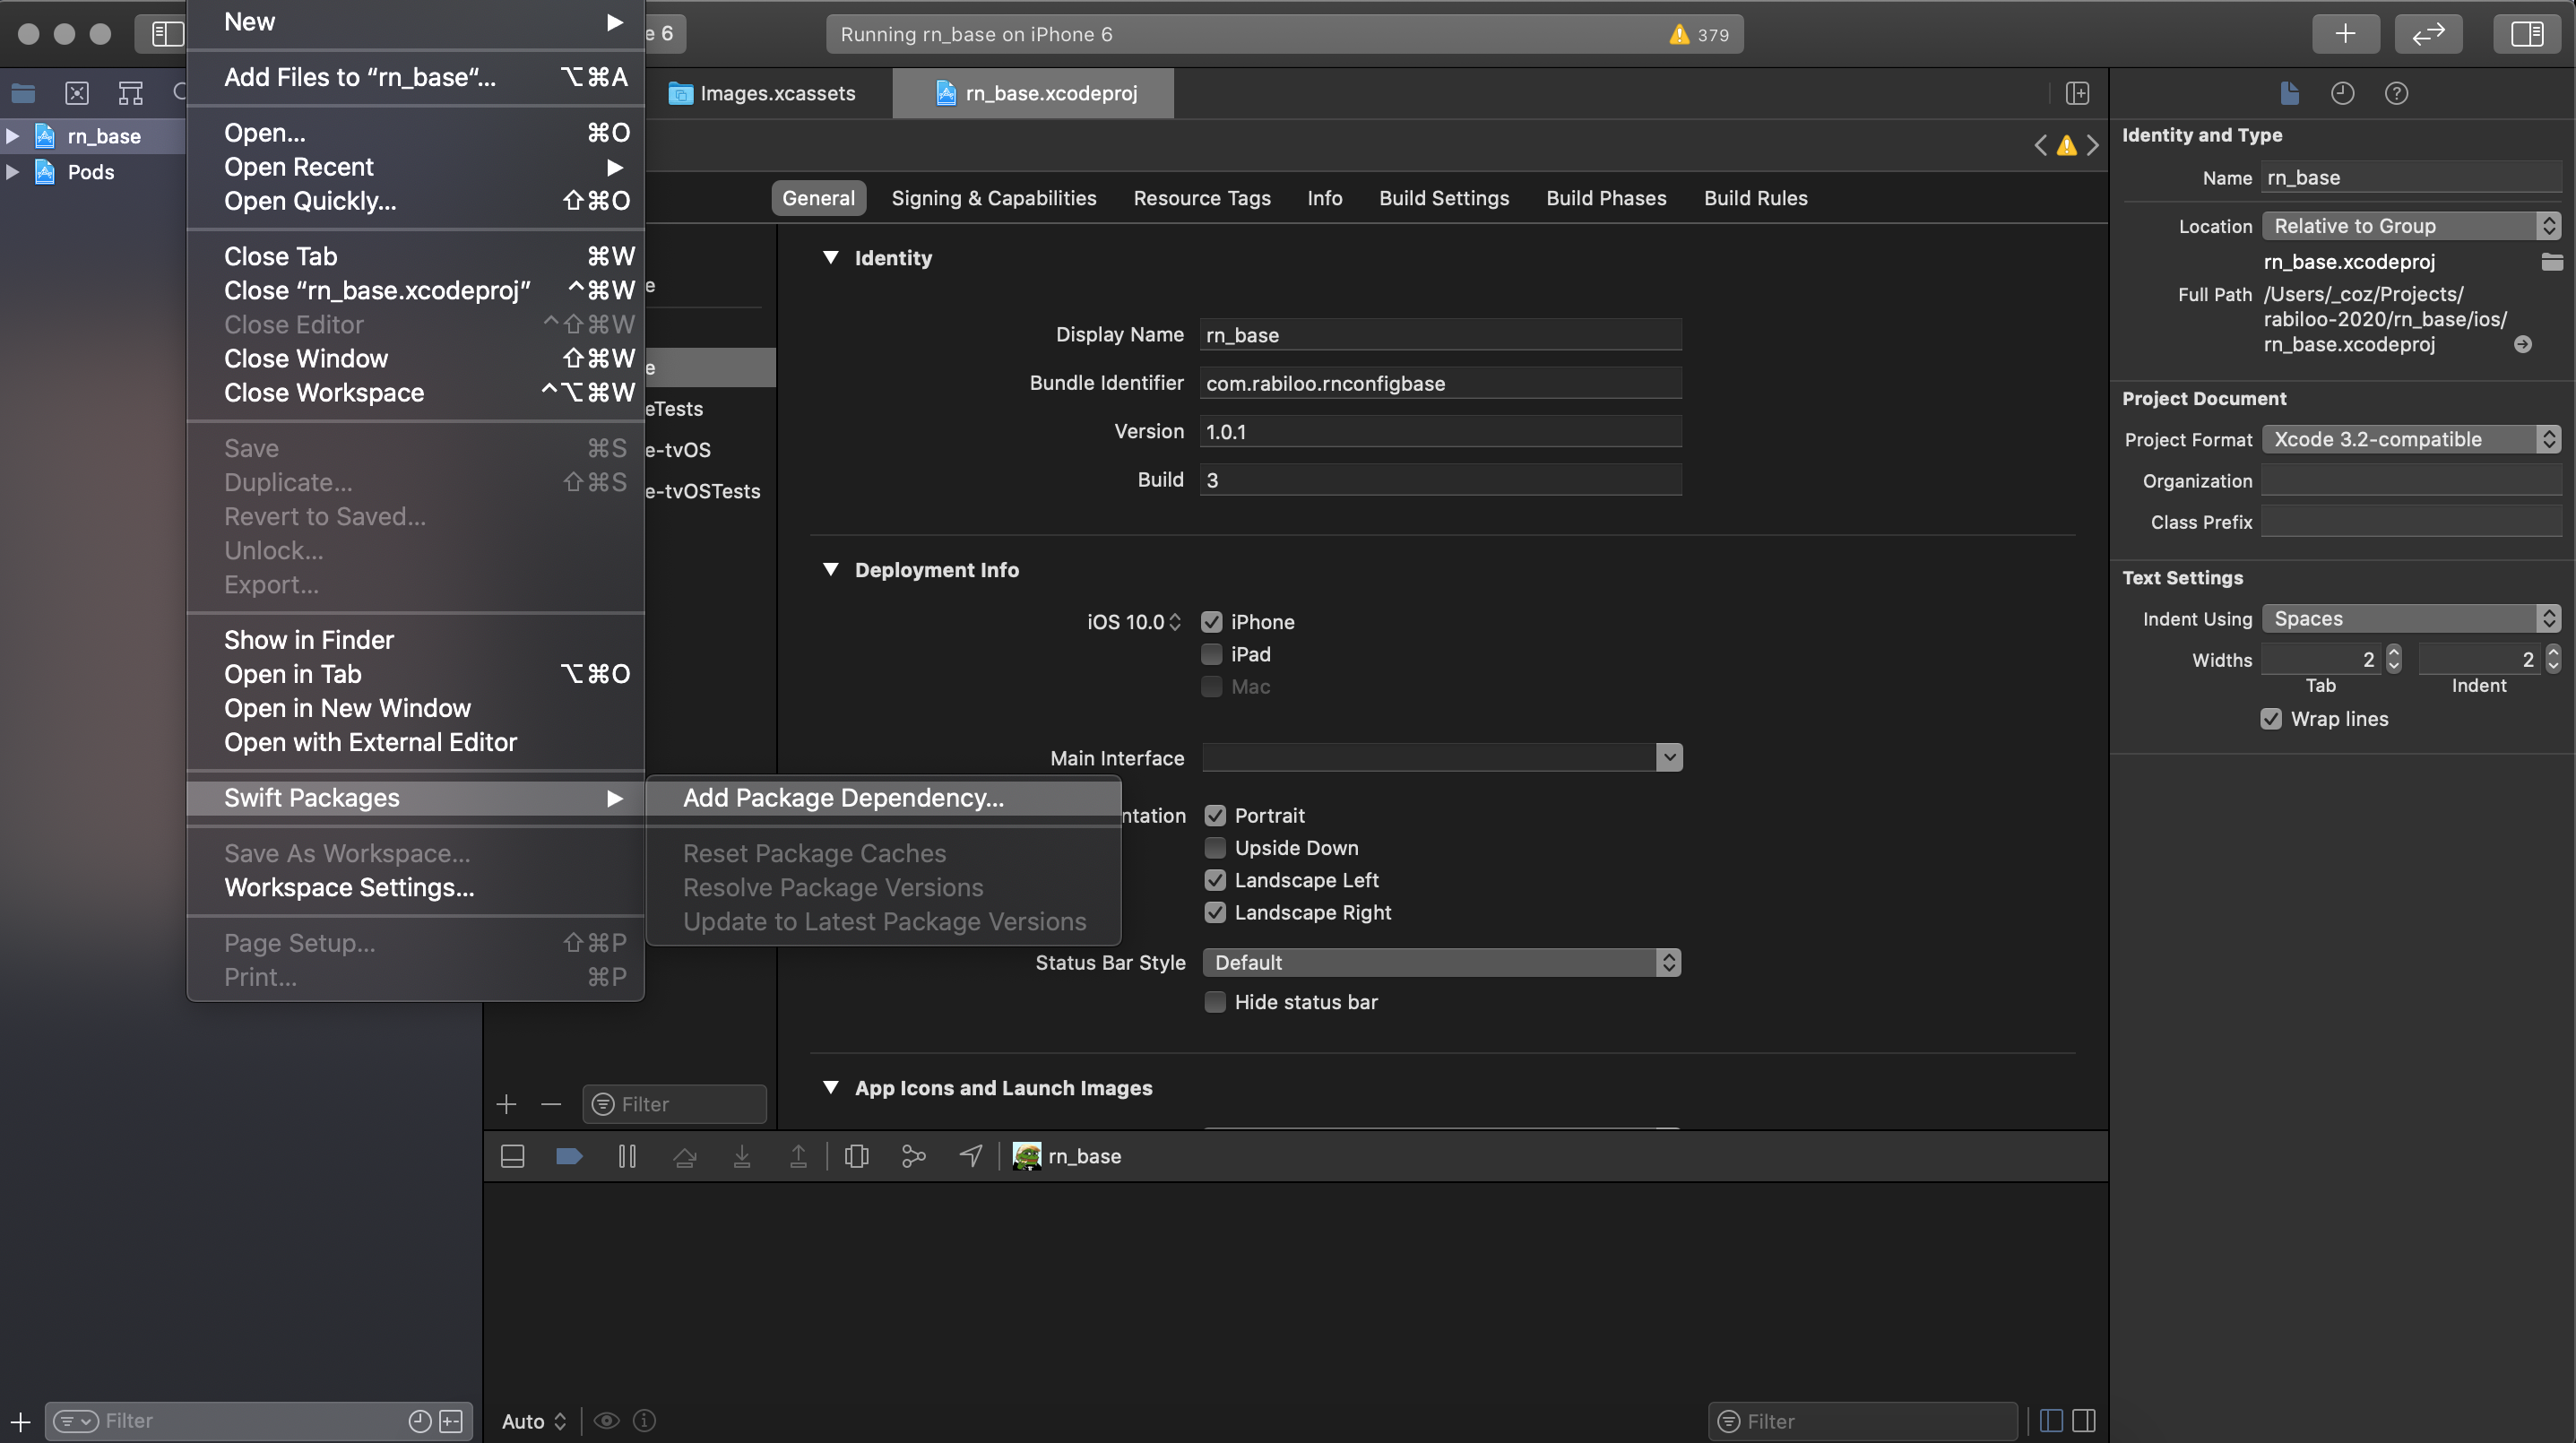 New
e 6
Running rn_base on iPhone 6
379
Add Files to “rn_base“... ⌥⌘A
Images.xcassets
rn_base.xcodeproj
rn_base
Pods
Open... ⌘O
Open Recent
Open Quickly... ⇧⌘O
Close Tab ⌘W
Close “rn_base.xcodeproj” ^⌘W
Close Editor ^⇧⌘W
Close Window ⇧⌘W
Close Workspace ^⌥⌘W
Save ⌘S
Duplicate... ⇧⌘S
Revert to Saved...
Unlock...
Export...
Show in Finder
Open in Tab ⌥⌘O
Open in New Window
Open with External Editor
Swift Packages
Save As Workspace...
Workspace Settings...
Page Setup... ⇧⌘P
Print... ⌘P
Add Package Dependency...
Reset Package Caches
Resolve Package Versions
Update to Latest Package Versions
e
e
eTests
e-tvOS
e-tvOSTests
Filter
General Signing & Capabilities Resource Tags Info Build Settings Build Phases Build Rules
Identity
Display Name rn_base
Bundle Identifier com.rabiloo.rnconfigbase
Version 1.0.1
Build 3
Deployment Info
iOS 10.0 iPhone
iPad
Mac
Main Interface
ntation Portrait
Upside Down
Landscape Left
Landscape Right
Status Bar Style Default
Hide status bar
App Icons and Launch Images
rn_base
Filter
Auto
Filter
Identity and Type
Name rn_base
Location Relative to Group
rn_base.xcodeproj
Full Path /Users/_coz/Projects/
rabiloo-2020/rn_base/ios/
rn_base.xcodeproj
Project Document
Project Format Xcode 3.2-compatible
Organization
Class Prefix
Text Settings
Indent Using Spaces
Widths 2 2
Tab Indent
Wrap lines